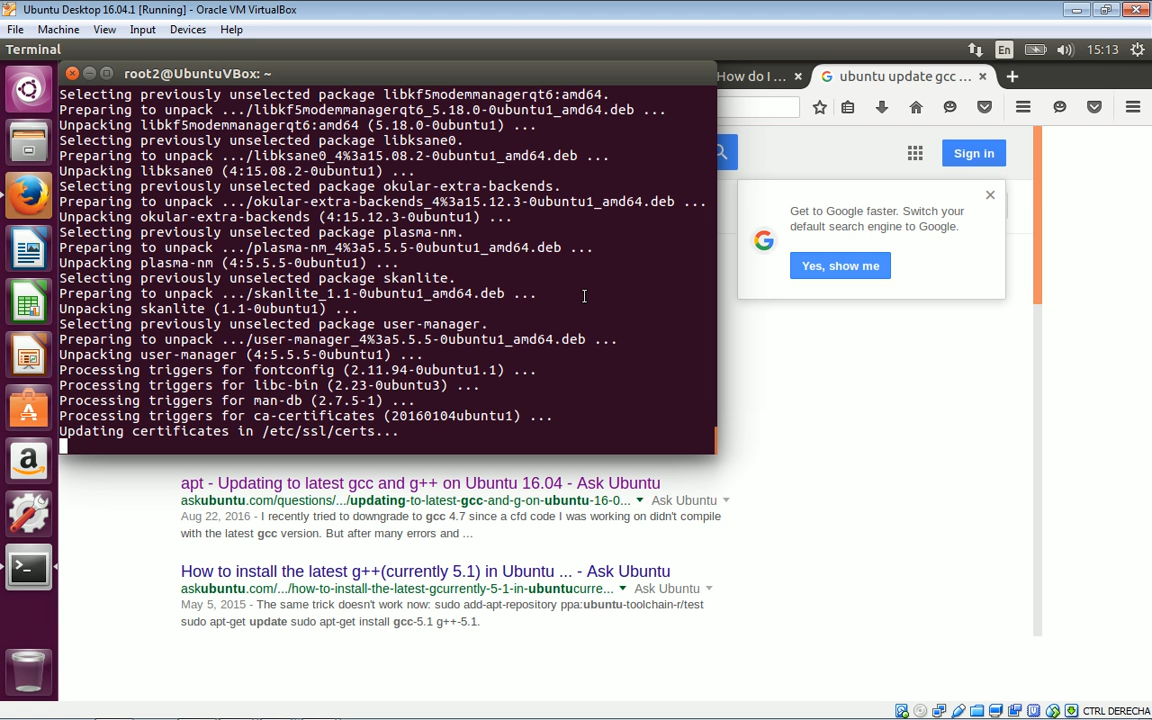 Ubuntu Desktop 16.04.1 [Running] - Oracle VM VirtualBox
File Machine View Input Devices Help
Terminal
En
15:13
root2@UbuntuVBox: ~
How do I ... ×
ubuntu update gcc ... ×
Selecting previously unselected package libkf5modemmanagerqt6:amd64.
Preparing to unpack .../libkf5modemmanagerqt6_5.18.0-0ubuntu1_amd64.deb ...
Unpacking libkf5modemmanagerqt6:amd64 (5.18.0-0ubuntu1) ...
Selecting previously unselected package libksane0.
Preparing to unpack .../libksane0_4%3a15.08.2-0ubuntu1_amd64.deb ...
Unpacking libksane0 (4:15.08.2-0ubuntu1) ...
Selecting previously unselected package okular-extra-backends.
Preparing to unpack .../okular-extra-backends_4%3a15.12.3-0ubuntu1_amd64.deb ...
Unpacking okular-extra-backends (4:15.12.3-0ubuntu1) ...
Selecting previously unselected package plasma-nm.
Preparing to unpack .../plasma-nm_4%3a5.5.5-0ubuntu1_amd64.deb ...
Unpacking plasma-nm (4:5.5.5-0ubuntu1) ...
Selecting previously unselected package skanlite.
Preparing to unpack .../skanlite_1.1-0ubuntu1_amd64.deb ...
Unpacking skanlite (1.1-0ubuntu1) ...
Selecting previously unselected package user-manager.
Preparing to unpack .../user-manager_4%3a5.5.5-0ubuntu1_amd64.deb ...
Unpacking user-manager (4:5.5.5-0ubuntu1) ...
Processing triggers for fontconfig (2.11.94-0ubuntu1.1) ...
Processing triggers for libc-bin (2.23-0ubuntu3) ...
Processing triggers for man-db (2.7.5-1) ...
Processing triggers for ca-certificates (20160104ubuntu1) ...
Updating certificates in /etc/ssl/certs...
Sign in
Get to Google faster. Switch your
default search engine to Google.
Yes, show me
apt - Updating to latest gcc and g++ on Ubuntu 16.04 - Ask Ubuntu
askubuntu.com/questions/.../updating-to-latest-gcc-and-g-on-ubuntu-16-0... Ask Ubuntu
Aug 22, 2016 - I recently tried to downgrade to gcc 4.7 since a cfd code I was working on didn't compile
with the latest gcc version. But after many errors and ...
How to install the latest g++(currently 5.1) in Ubuntu ... - Ask Ubuntu
askubuntu.com/.../how-to-install-the-latest-gcurrently-5-1-in-ubuntucurre... Ask Ubuntu
May 5, 2015 - The same trick doesn't work now: sudo add-apt-repository ppa:ubuntu-toolchain-r/test
sudo apt-get update sudo apt-get install gcc-5.1 g++-5.1.
CTRL DERECHA